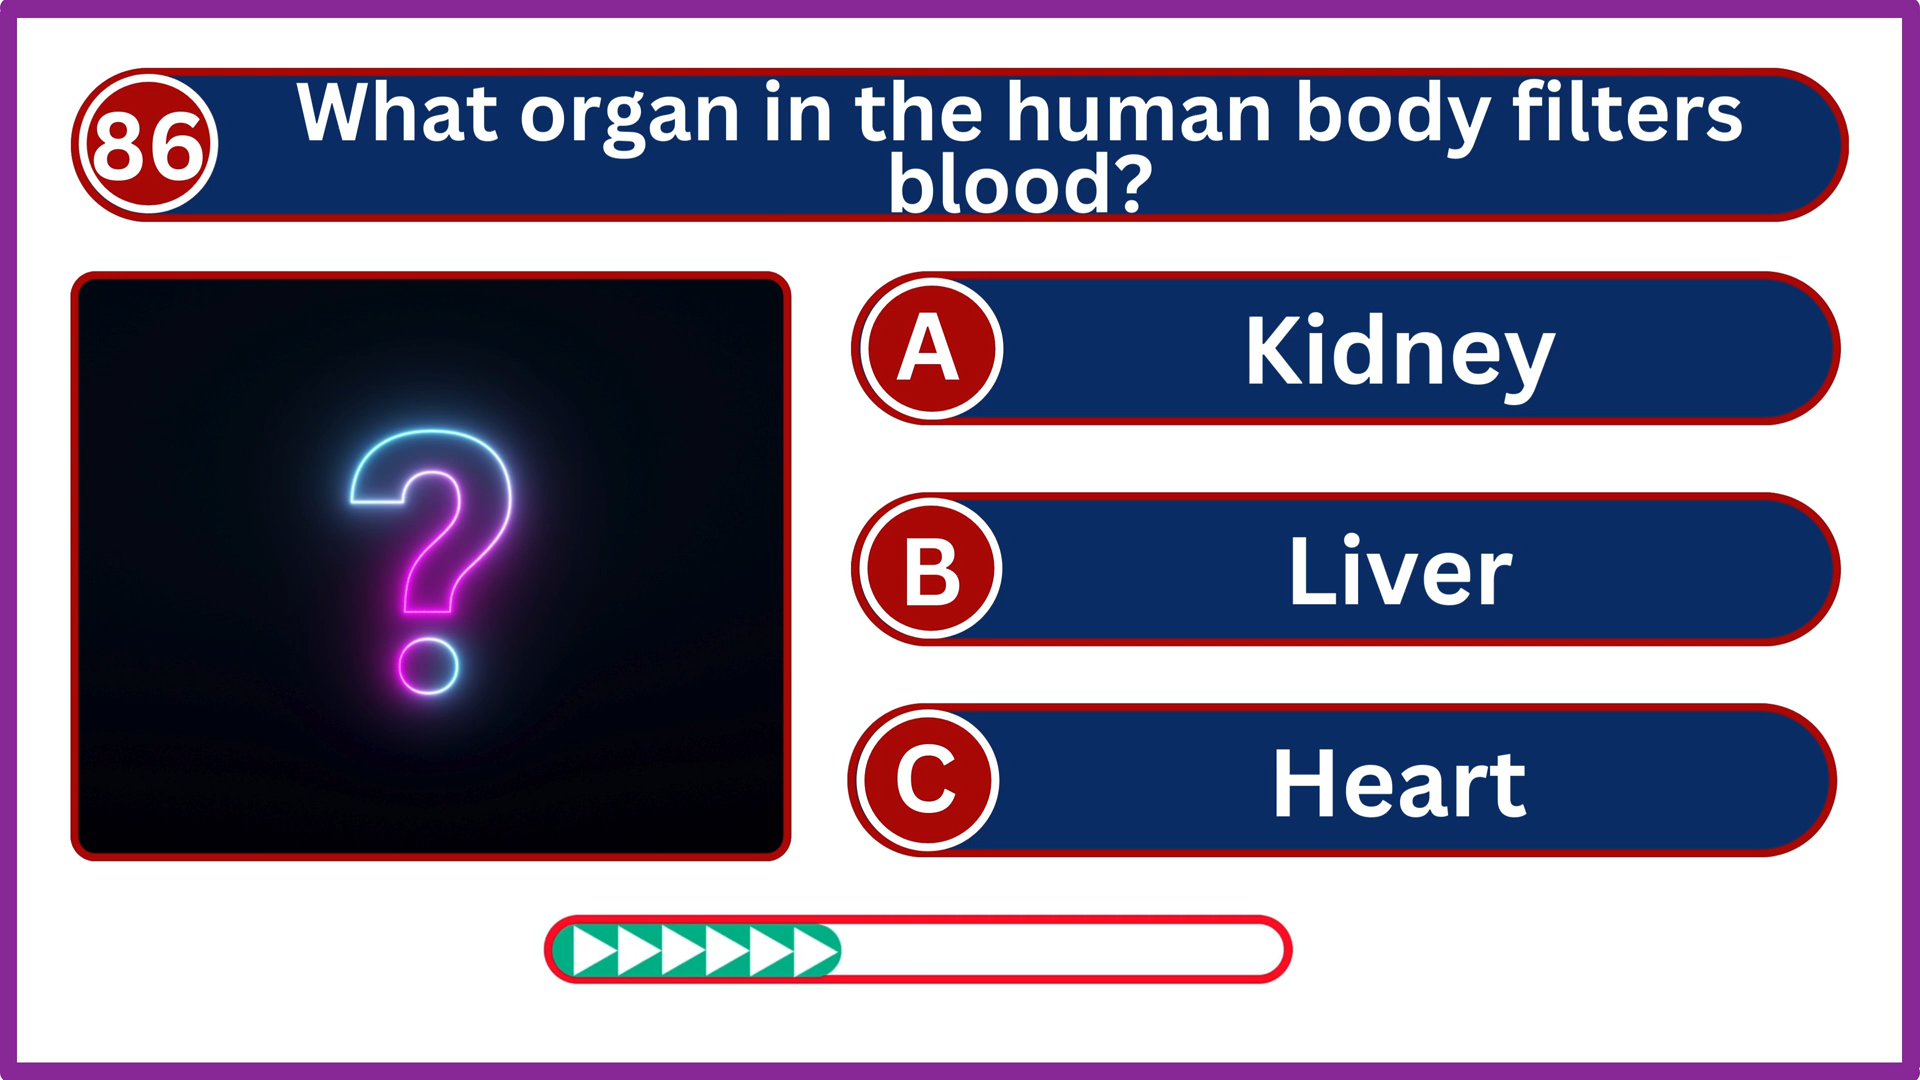 86
What organ in the human body filters
blood?
A
Kidney
B
Liver
C
Heart